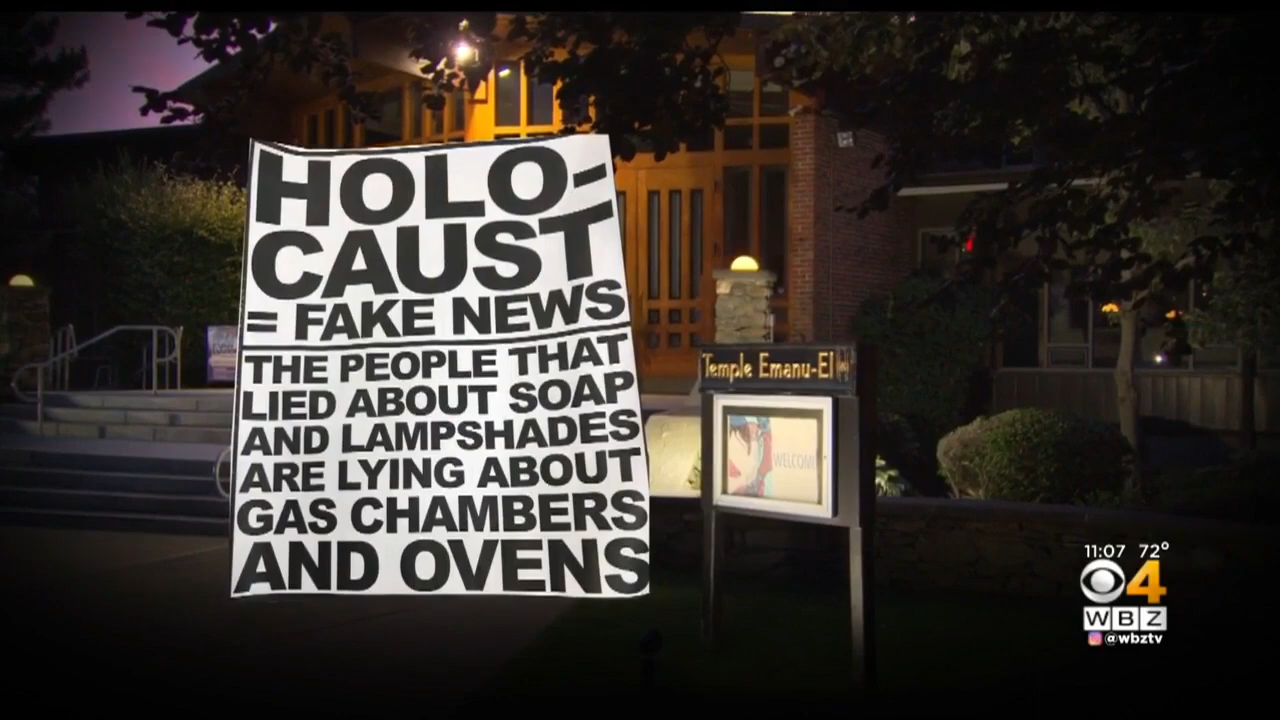 HOLO-
CAUST
= FAKE NEWS
THE PEOPLE THAT
LIED ABOUT SOAP
AND LAMPSHADES
ARE LYING ABOUT
GAS CHAMBERS
AND OVENS
Temple Emanu-El
WELCOME
11:07 72°
4
WBZ
@wbztv